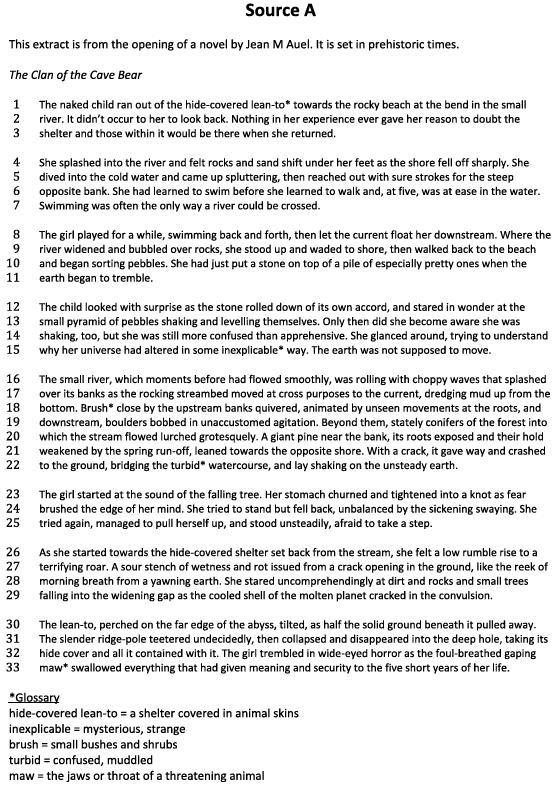 Source A
This extract is from the opening of a novel by Jean M Auel. It is set in prehistoric times.
The Clan of the Cave Bear
1 The naked child ran out of the hide-covered lean-to* towards the rocky beach at the bend in the small
2 river. It didn't occur to her to look back. Nothing in her experience ever gave her reason to doubt the
3 shelter and those within it would be there when she returned.
4 She splashed into the river and felt rocks and sand shift under her feet as the shore fell off sharply. She
5 dived into the cold water and came up spluttering, then reached out with sure strokes for the steep
6 opposite bank. She had learned to swim before she learned to walk and, at five, was at ease in the water.
7 Swimming was often the only way a river could be crossed.
8 The girl played for a while, swimming back and forth, then let the current float her downstream. Where the
9 river widened and bubbled over rocks, she stood up and waded to shore, then walked back to the beach
10 and began sorting pebbles. She had just put a stone on top of a pile of especially pretty ones when the
11 earth began to tremble.
12 The child looked with surprise as the stone rolled down of its own accord, and stared in wonder at the
13 small pyramid of pebbles shaking and levelling themselves. Only then did she become aware she was
14 shaking, too, but she was still more confused than apprehensive. She glanced around, trying to understand
15 why her universe had altered in some inexplicable* way. The earth was not supposed to move.
16 The small river, which moments before had flowed smoothly, was rolling with choppy waves that splashed
17 over its banks as the rocking streambed moved at cross purposes to the current, dredging mud up from the
18 bottom. Brush* close by the upstream banks quivered, animated by unseen movements at the roots, and
19 downstream, boulders bobbed in unaccustomed agitation. Beyond them, stately conifers of the forest into
20 which the stream flowed lurched grotesquely. A giant pine near the bank, its roots exposed and their hold
21 weakened by the spring run-off, leaned towards the opposite shore. With a crack, it gave way and crashed
22 to the ground, bridging the turbid* watercourse, and lay shaking on the unsteady earth.
23 The girl started at the sound of the falling tree. Her stomach churned and tightened into a knot as fear
24 brushed the edge of her mind. She tried to stand but fell back, unbalanced by the sickening swaying. She
25 tried again, managed to pull herself up, and stood unsteadily, afraid to take a step.
26 As she started towards the hide-covered shelter set back from the stream, she felt a low rumble rise to a
27 terrifying roar. A sour stench of wetness and rot issued from a crack opening in the ground, like the reek of
28 morning breath from a yawning earth. She stared uncomprehendingly at dirt and rocks and small trees
29 falling into the widening gap as the cooled shell of the molten planet cracked in the convulsion.
30 The lean-to, perched on the far edge of the abyss, tilted, as half the solid ground beneath it pulled away.
31 The slender ridge-pole teetered undecidedly, then collapsed and disappeared into the deep hole, taking its
32 hide cover and all it contained with it. The girl trembled in wide-eyed horror as the foul-breathed gaping
33 maw* swallowed everything that had given meaning and security to the five short years of her life.
*Glossary
hide-covered lean-to = a shelter covered in animal skins
inexplicable = mysterious, strange
brush = small bushes and shrubs
turbid = confused, muddled
maw = the jaws or throat of a threatening animal